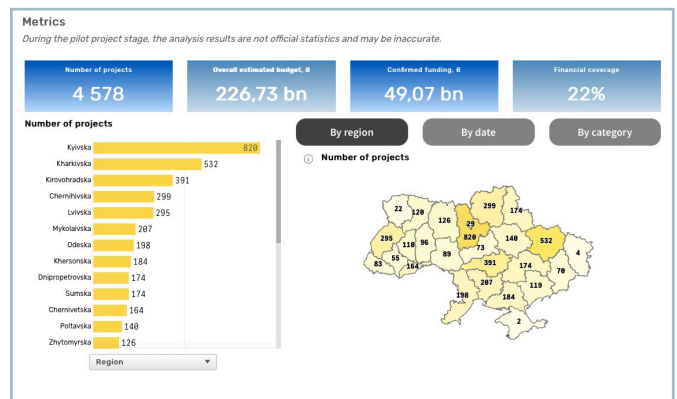 Metrics
During the pilot project stage, the analysis results are not official statistics and may be inaccurate.
Number of projects
4 578
Overall estimated budget, ₴
226,73 bn
Confirmed funding, ₴
49,07 bn
Financial coverage
22%
Number of projects
Kyivska 820
Kharkivska 532
Kirovohradska 391
Chernihivska 299
Lvivska 295
Mykolaivska 207
Odeska 198
Khersonska 184
Dnipropetrovska 174
Sumska 174
Chernivetska 164
Poltavska 140
Zhytomyrska 126
Region
By region By date By category
Number of projects
22 120 126 29 299 174
295 110 96 820 73 140 532 4
83 55 164 89 391 174 70
207 119
198 184
2